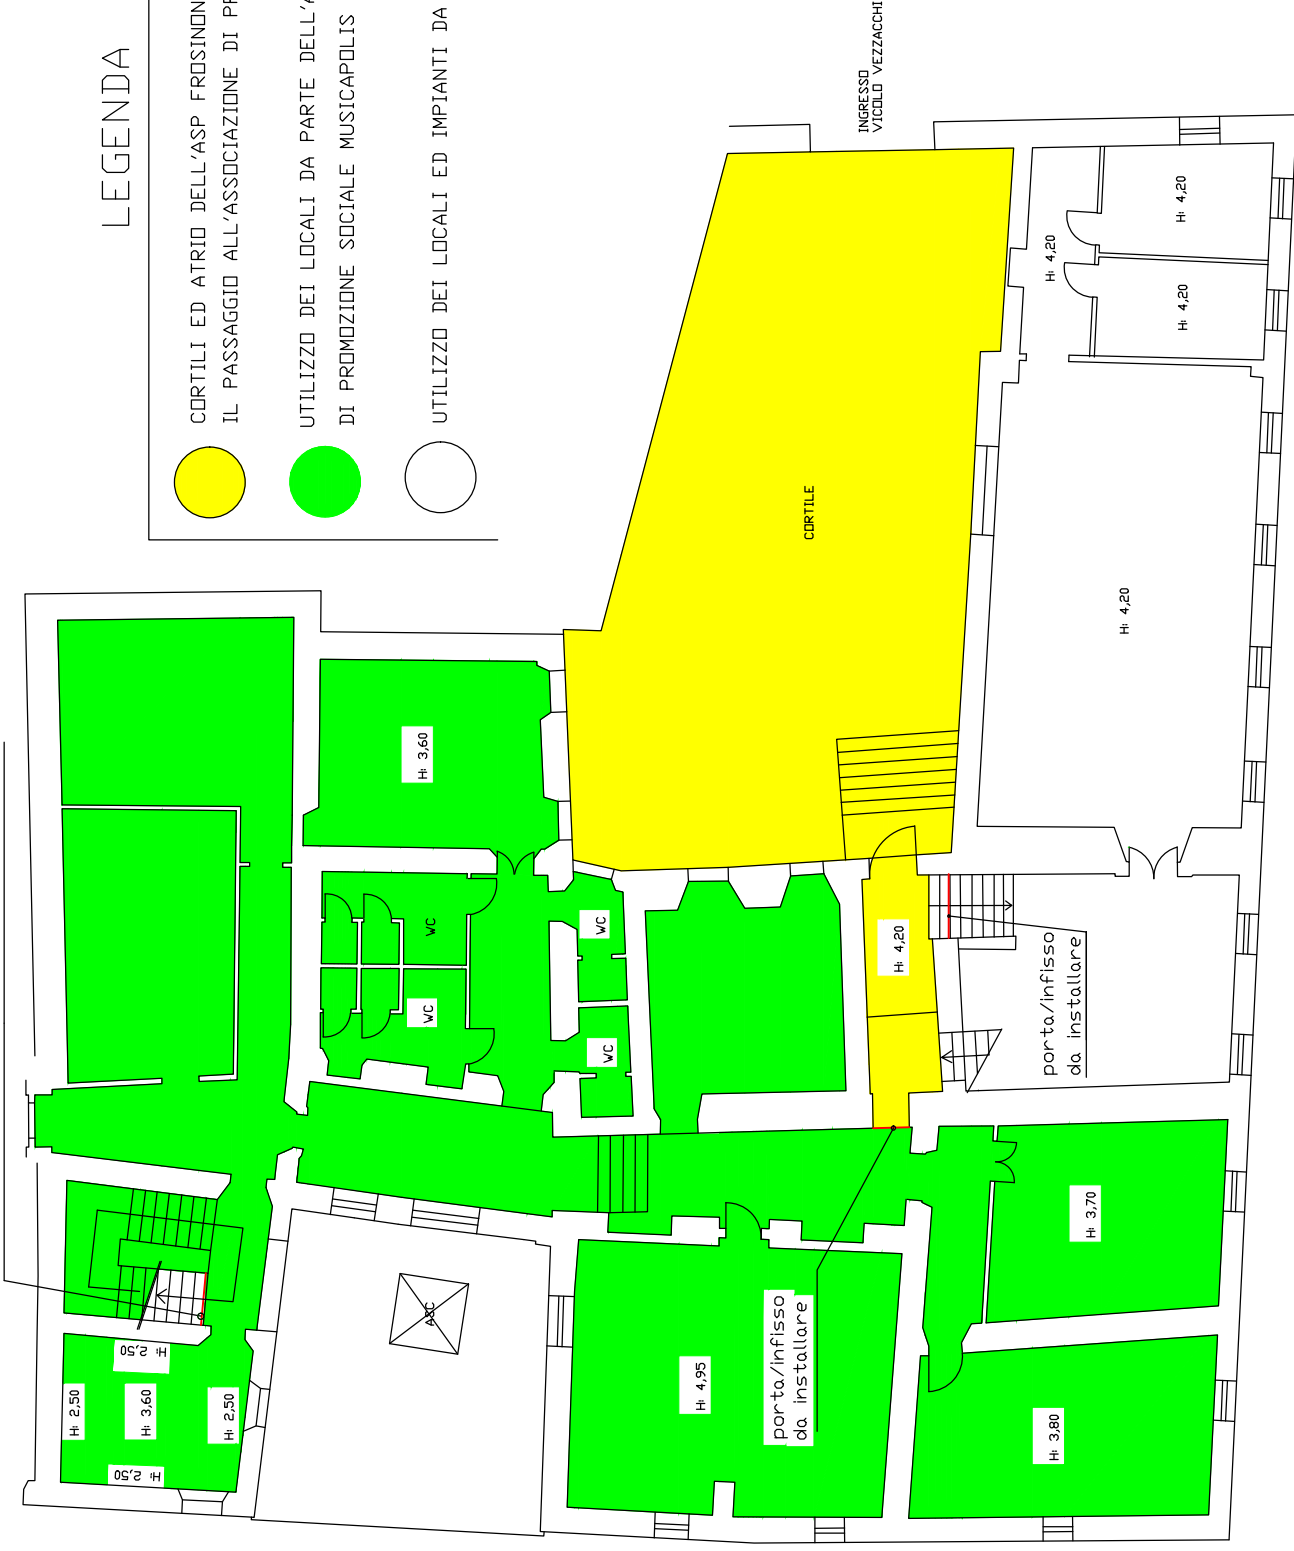 LEGENDA
CORTILI ED ATRIO DELL'ASP FROSINON
IL PASSAGGIO ALL'ASSOCIAZIONE DI
UTILIZZO DEI LOCALI DA PARTE DELL'A
DI PROMOZIONE SOCIALE MUSICAPOLIS
UTILIZZO DEI LOCALI ED IMPIANTI DA
INGRESSO
VICOLO VEZZACCHI
H: 4,20
H: 4,20
H: 4,20
CORTILE
H: 4,20
H: 3,60
WC
WC
WC
WC
H: 4,20
porta/infisso
da installare
H: 3,70
H: 3,80
porta/infisso
da installare
H: 4,95
ASC
H: 2,50
H: 2,50
H: 3,60
H: 2,50
H: 2,50